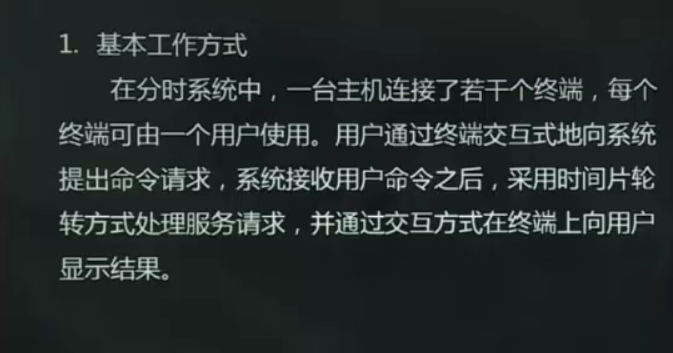 1. 基本工作方式
在分时系统中，一台主机连接了若干个终端，每个
终端可由一个用户使用。用户通过终端交互式地向系统
提出命令请求，系统接收用户命令之后，采用时间片轮
转方式处理服务请求，并通过交互方式在终端上向用户
显示结果。